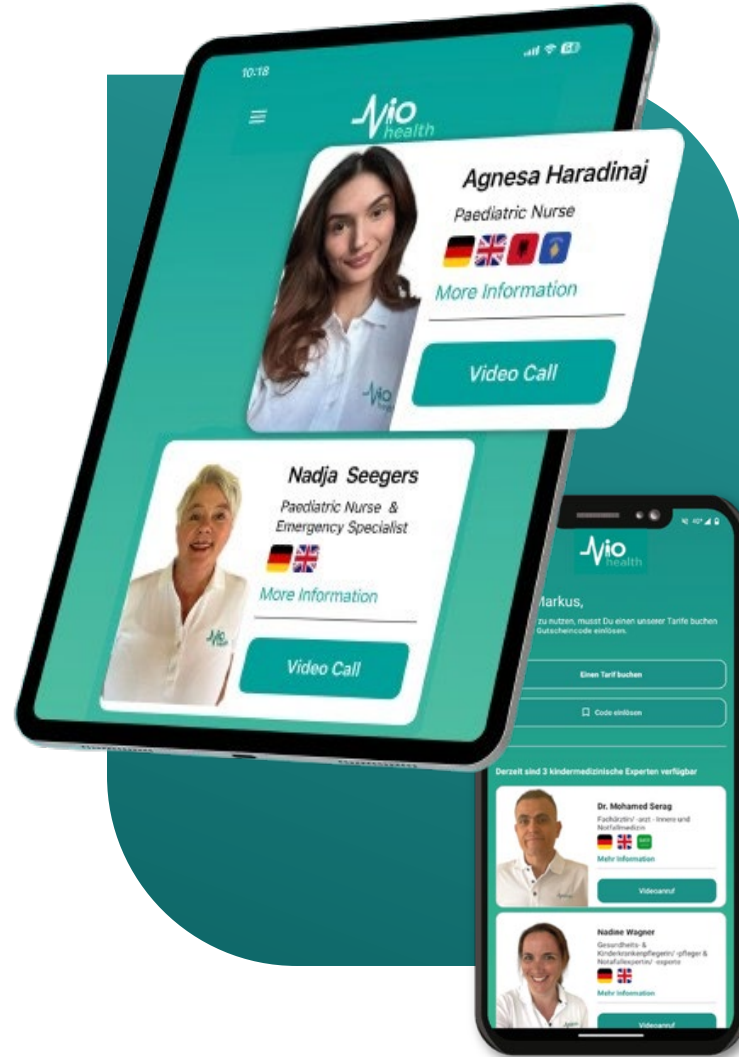 10:18
Vio
health
Agnesa Haradinaj
Paediatric Nurse
More Information
Video Call
Vio
Nadja Seegers
Paediatric Nurse &
Emergency Specialist
More Information
Video Call
Vio
health
Markus,
zu nutzen, musst Du einen unserer Tarife buchen
Gutscheincode einlösen.
Einen Tarif buchen
Code einlösen
Derzeit sind 3 kindermedizinische Experten verfügbar
Dr. Mohamed Serag
Fachärztin/ -arzt - Innere und
Notfallmedizin
Mehr Information
Videoanruf
Nadine Wagner
Gesundheits- &
Kinderkrankenpflegerin/ -pfleger &
Notfallexpertin/ -experte
Mehr Information
Videoanruf